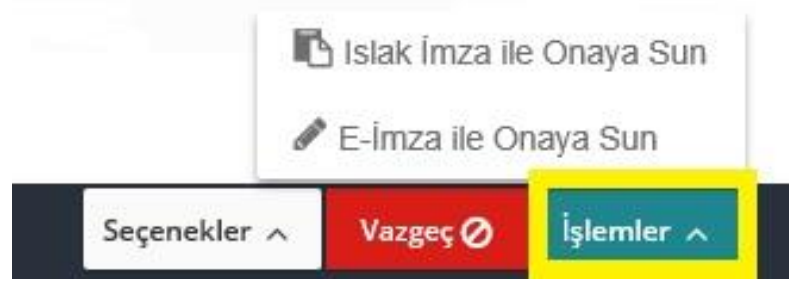 Islak İmza ile Onaya Sun
E-İmza ile Onaya Sun
Seçenekler Vazgeç İşlemler